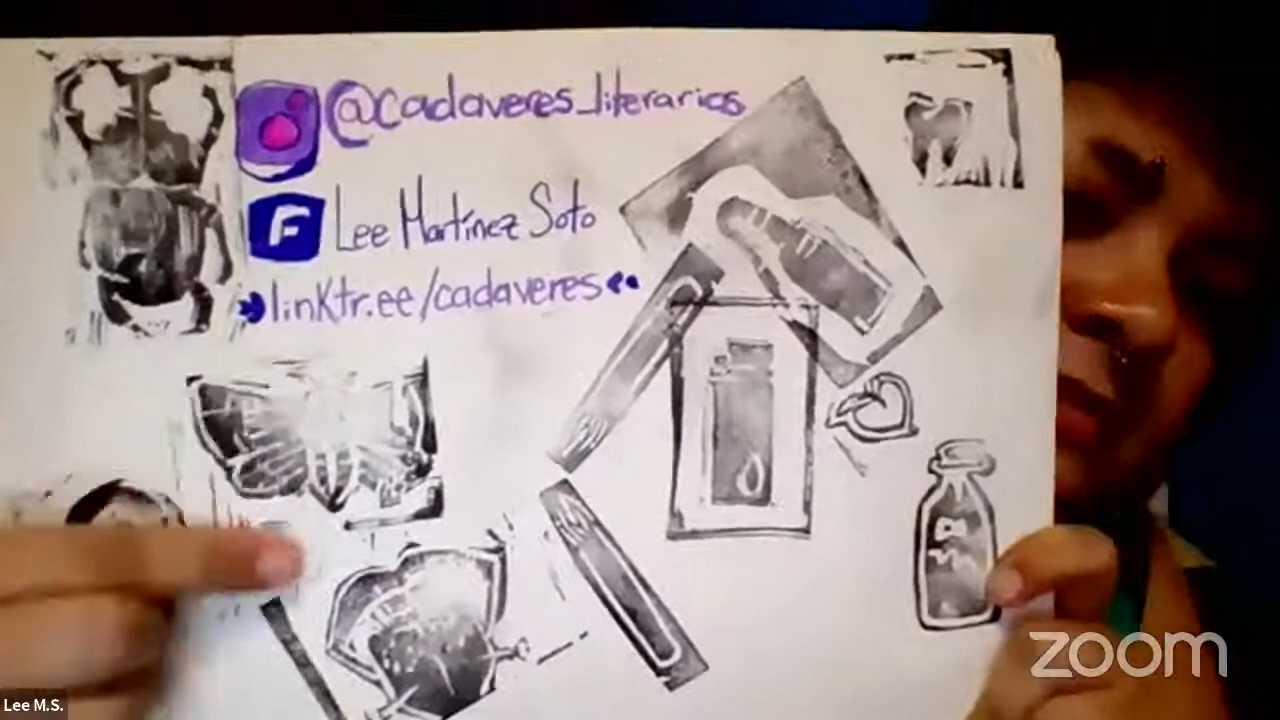 @cadaveres_literarios
F Lee Martínez Soto
linktr.ee/cadaveres
zoom
Lee M.S.